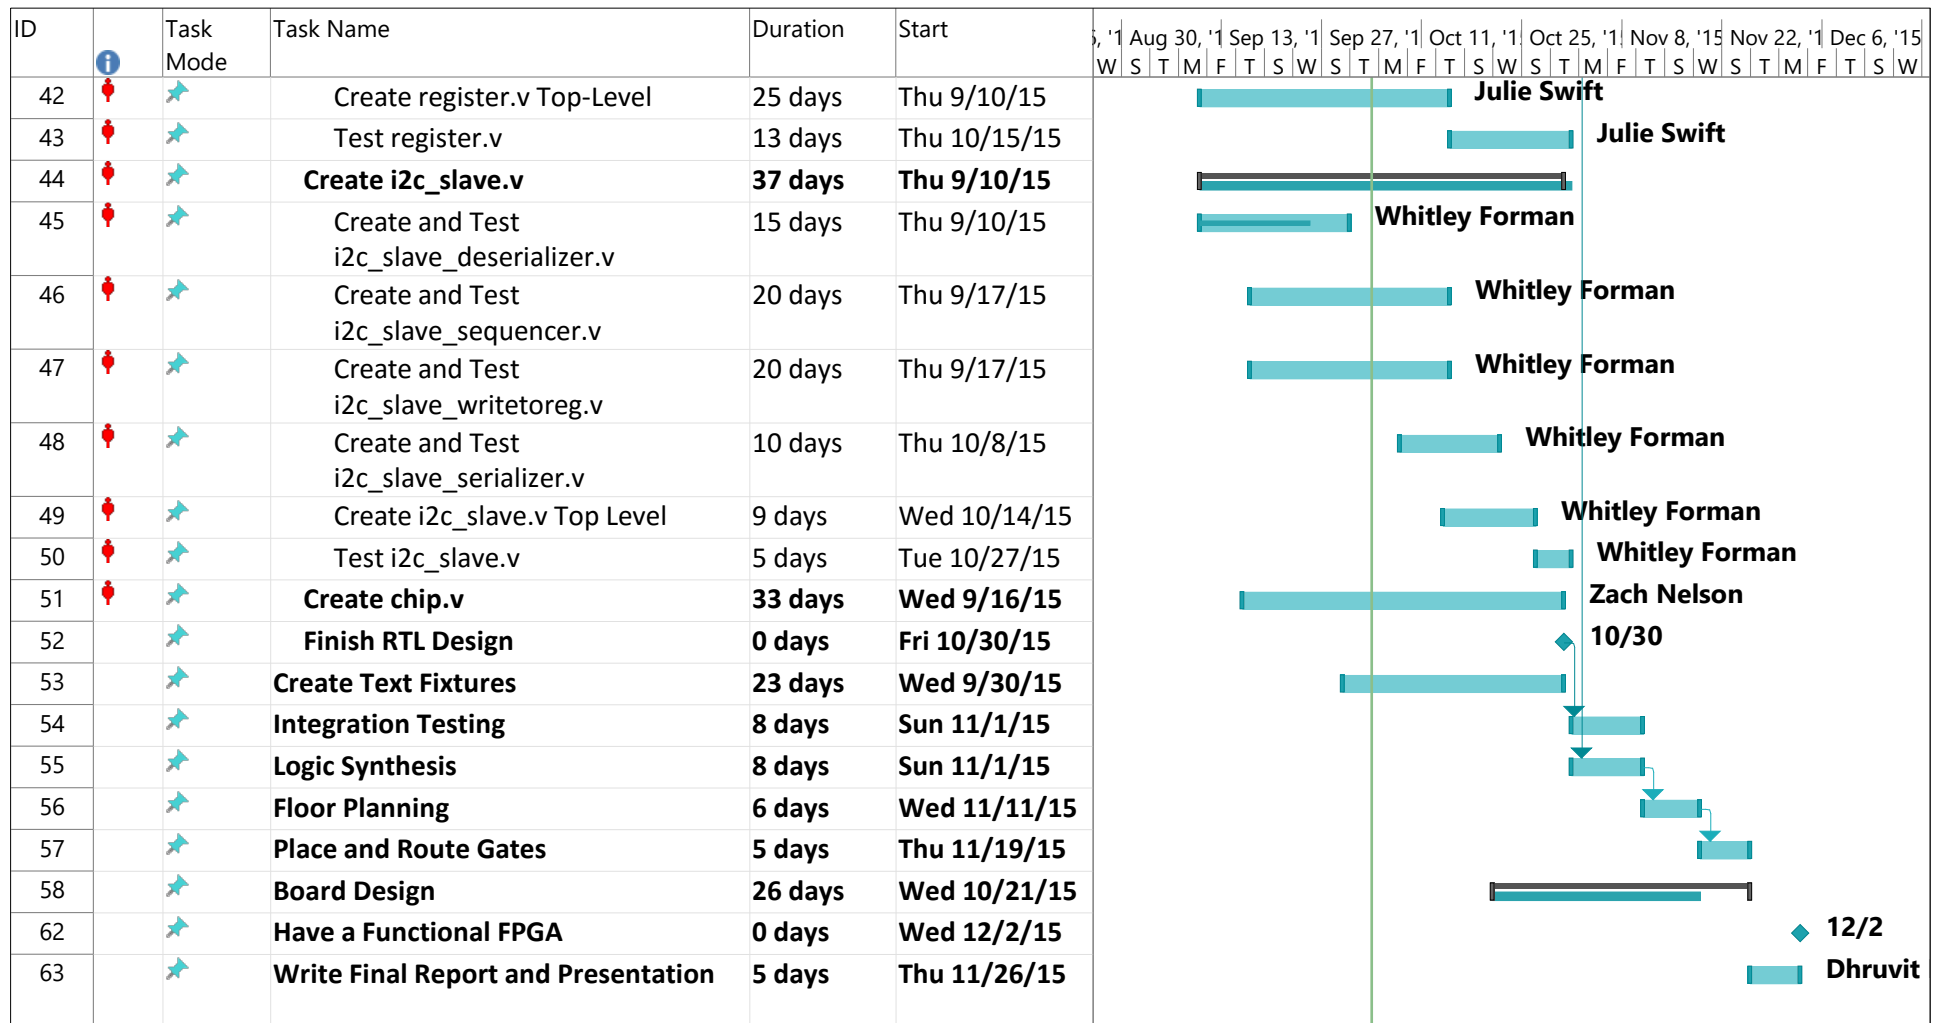 ID Task Mode Task Name Duration Start
5, '1 Aug 30, '1 Sep 13, '1 Sep 27, '1 Oct 11, '1 Oct 25, '1 Nov 8, '15 Nov 22, '1 Dec 6, '15
W S T M F T S W S T M F T S W S T M F T S W S T M F T S W
42 Create register.v Top-Level 25 days Thu 9/10/15 Julie Swift
43 Test register.v 13 days Thu 10/15/15 Julie Swift
44 Create i2c_slave.v 37 days Thu 9/10/15
45 Create and Test 15 days Thu 9/10/15 Whitley Forman
i2c_slave_deserializer.v
46 Create and Test 20 days Thu 9/17/15 Whitley Forman
i2c_slave_sequencer.v
47 Create and Test 20 days Thu 9/17/15 Whitley Forman
i2c_slave_writetoreg.v
48 Create and Test 10 days Thu 10/8/15 Whitley Forman
i2c_slave_serializer.v
49 Create i2c_slave.v Top Level 9 days Wed 10/14/15 Whitley Forman
50 Test i2c_slave.v 5 days Tue 10/27/15 Whitley Forman
51 Create chip.v 33 days Wed 9/16/15 Zach Nelson
52 Finish RTL Design 0 days Fri 10/30/15 10/30
53 Create Text Fixtures 23 days Wed 9/30/15
54 Integration Testing 8 days Sun 11/1/15
55 Logic Synthesis 8 days Sun 11/1/15
56 Floor Planning 6 days Wed 11/11/15
57 Place and Route Gates 5 days Thu 11/19/15
58 Board Design 26 days Wed 10/21/15
62 Have a Functional FPGA 0 days Wed 12/2/15 12/2
63 Write Final Report and Presentation 5 days Thu 11/26/15 Dhruvit